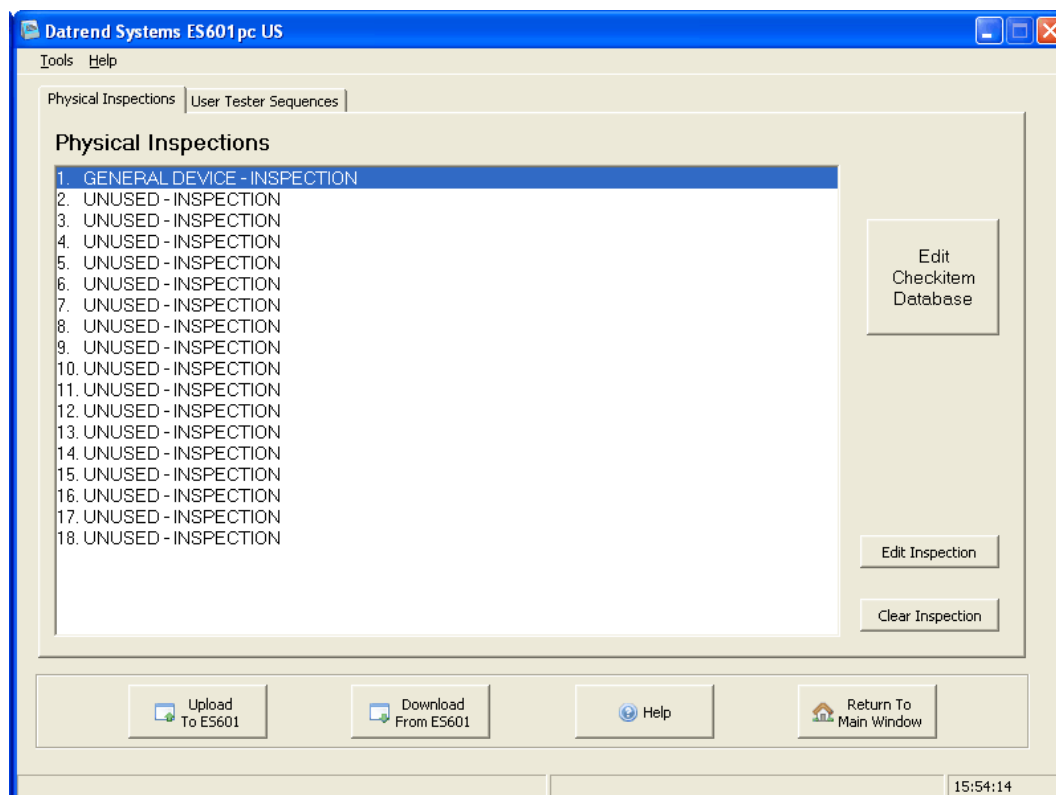 Datrend Systems ES601pc US
Tools Help
Physical Inspections User Tester Sequences
Physical Inspections
1. GENERAL DEVICE - INSPECTION
2. UNUSED - INSPECTION
3. UNUSED - INSPECTION
4. UNUSED - INSPECTION
5. UNUSED - INSPECTION
6. UNUSED - INSPECTION
7. UNUSED - INSPECTION
8. UNUSED - INSPECTION
9. UNUSED - INSPECTION
10. UNUSED - INSPECTION
11. UNUSED - INSPECTION
12. UNUSED - INSPECTION
13. UNUSED - INSPECTION
14. UNUSED - INSPECTION
15. UNUSED - INSPECTION
16. UNUSED - INSPECTION
17. UNUSED - INSPECTION
18. UNUSED - INSPECTION
Edit
Checkitem
Database
Edit Inspection
Clear Inspection
Upload
To ES601
Download
From ES601
Help
Return To
Main Window
15:54:14